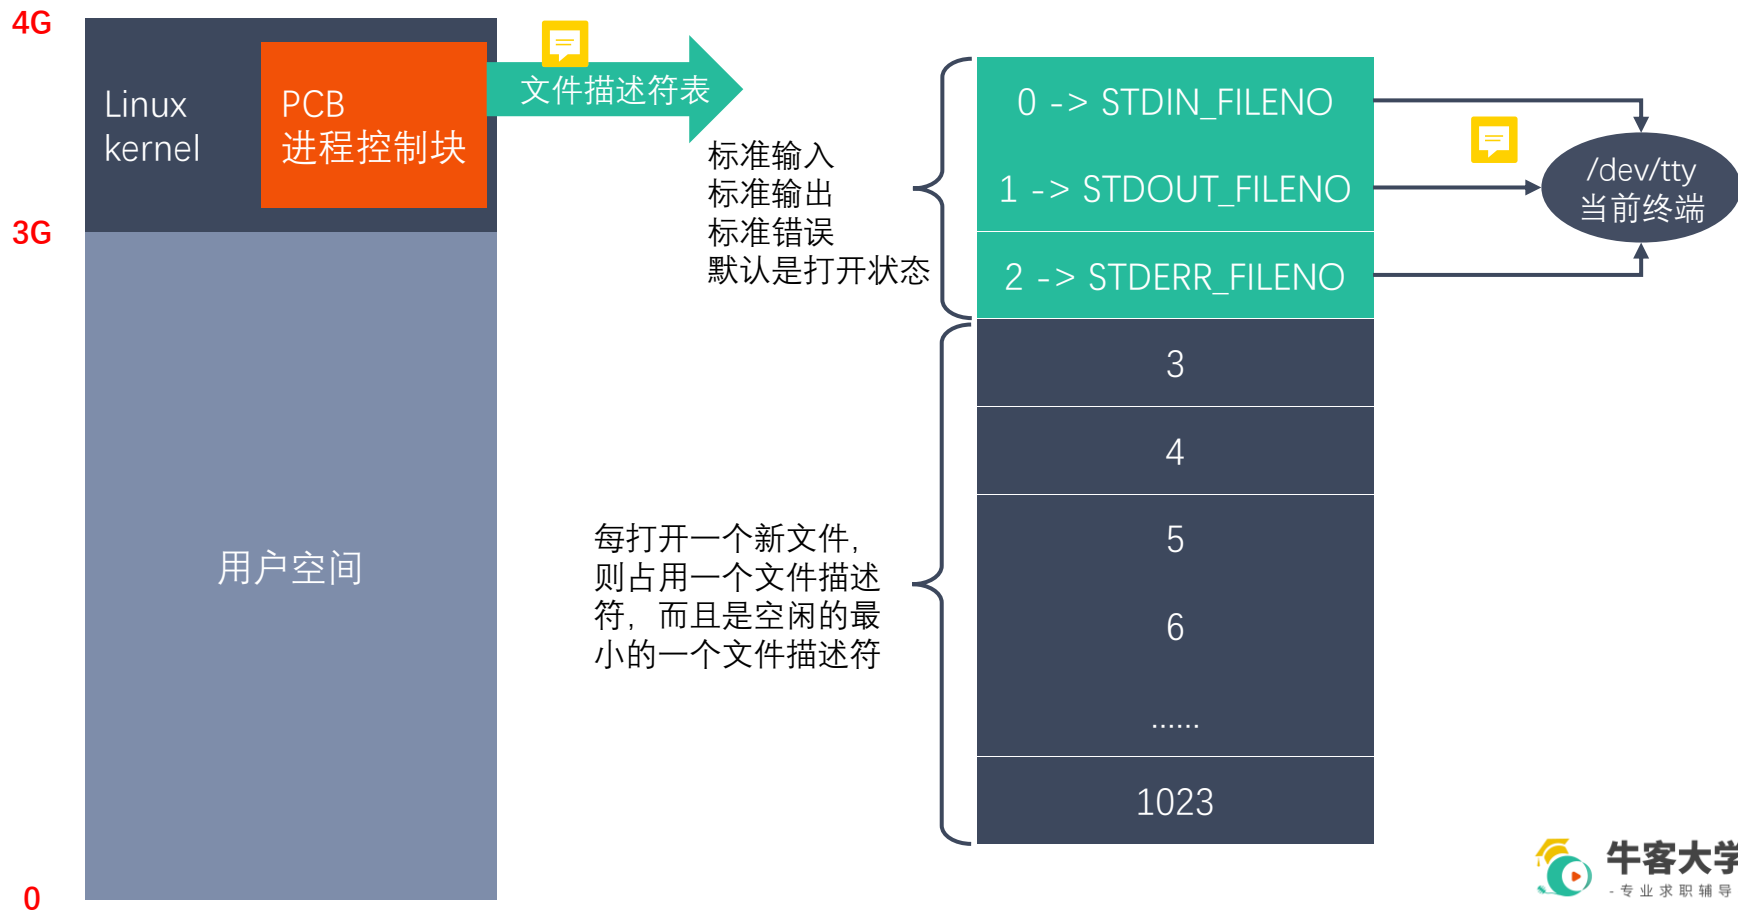 4G
Linux
kernel
PCB
进程控制块
3G
用户空间
0
文件描述符表
标准输入
标准输出
标准错误
默认是打开状态
每打开一个新文件,
则占用一个文件描述
符，而且是空闲的最
小的一个文件描述符
0 -> STDIN_FILENO
1 -> STDOUT_FILENO
2 -> STDERR_FILENO
3
4
5
6
......
1023
/dev/tty
当前终端
牛客大学
- 专业求职辅导